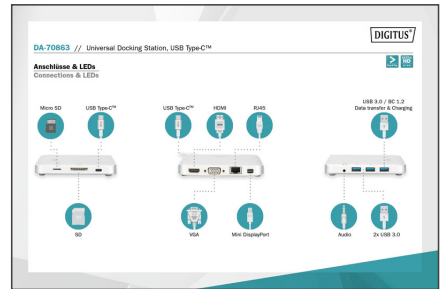 DIGITUS®
DA-70863 // Universal Docking Station, USB Type-C™
Anschlüsse & LEDs
Connections & LEDs
HD
Micro SD
USB Type-C™
USB Type-C™
HDMI
RJ45
USB 3.0 / BC 1.2
Data transfer & Charging
SD
VGA
Mini DisplayPort
Audio
2x USB 3.0